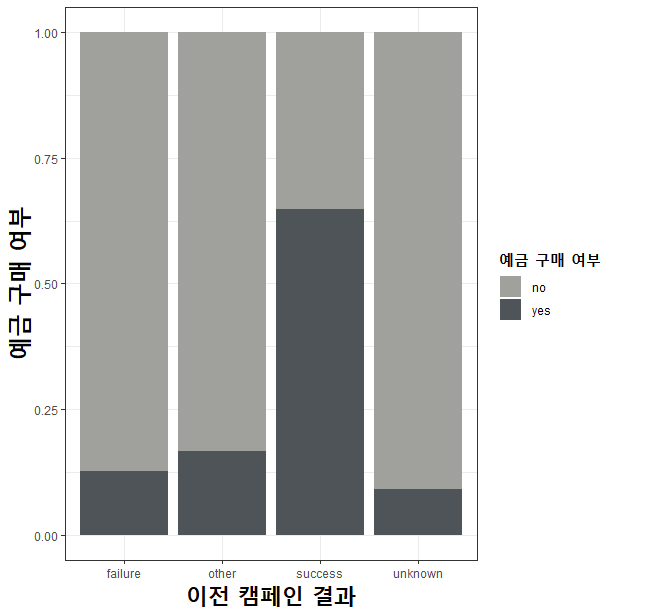 1.00
0.75
0.50
0.25
0.00
예금 구매 여부
failure other success unknown
이전 캠페인 결과
예금 구매 여부
no
yes